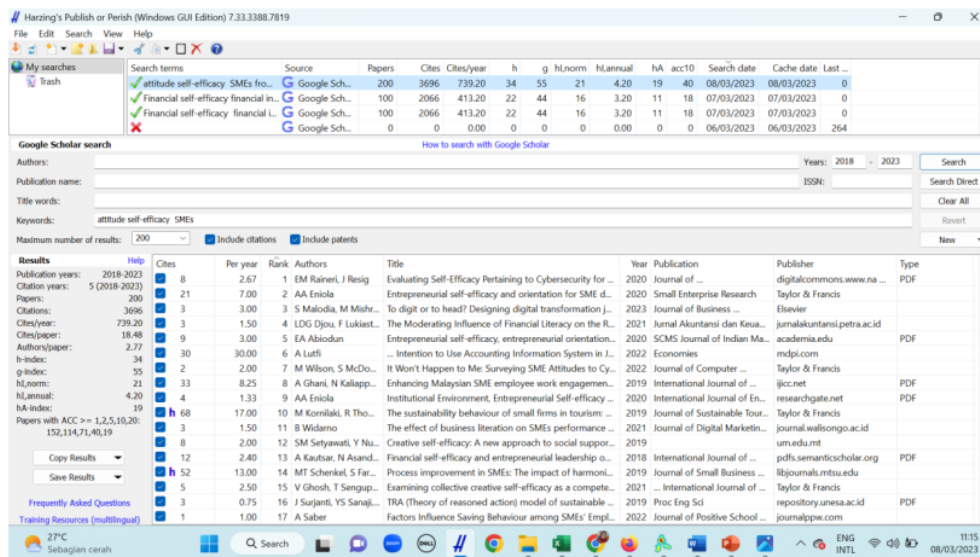 Harzing's Publish or Perish (Windows GUI Edition) 7.33.3388.7819
File Edit Search View Help
My searches
Trash
Search terms Source Papers Cites Cites/year h g hI,norm hI,annual hA acc10 Search date Cache date Last ...
attitude self-efficacy SMEs fro... Google Sch... 200 3696 739.20 34 55 21 4.20 19 40 08/03/2023 08/03/2023 0
Financial self-efficacy financial in... Google Sch... 100 2066 413.20 22 44 16 3.20 11 18 07/03/2023 07/03/2023 0
Financial self-efficacy financial i... Google Sch... 100 2066 413.20 22 44 16 3.20 11 18 07/03/2023 07/03/2023 0
Google Sch... 0 0 0.00 0 0 0 0.00 0 0 06/03/2023 06/03/2023 264
Google Scholar search How to search with Google Scholar
Authors: Years: 2018 - 2023 Search
Publication name: ISSN: Search Direct
Title words: Clear All
Keywords: attitude self-efficacy SMEs Revert
Maximum number of results: 200 Include citations Include patents New
Results Help
Publication years: 2018-2023
Citation years: 5 (2018-2023)
Papers: 200
Citations: 3696
Cites/year: 739.20
Cites/paper: 18.48
Authors/paper: 2.77
h-index: 34
g-index: 55
hI,norm: 21
hI,annual: 4.20
hA-index: 19
Papers with ACC >= 1,2,5,10,20:
152,114,71,40,19
Copy Results
Save Results
Frequently Asked Questions
Training Resources (multilingual)
Cites Per year Rank Authors Title Year Publication Publisher Type
8 2.67 1 EM Raineri, J Resig Evaluating Self-Efficacy Pertaining to Cybersecurity for ... 2020 Journal of ... digitalcommons.www.na ... PDF
21 7.00 2 AA Eniola Entrepreneurial self-efficacy and orientation for SME d... 2020 Small Enterprise Research Taylor & Francis
3 3.00 3 S Malodia, M Mishr... To digit or to head? Designing digital transformation j... 2023 Journal of Business ... Elsevier
3 1.50 4 LDG Djou, F Lukiast... The Moderating Influence of Financial Literacy on the R... 2021 Jurnal Akuntansi dan Keua... jurnalakuntansi.petra.ac.id
9 3.00 5 EA Abiodun Entrepreneurial self-efficacy, entrepreneurial orientation... 2020 SCMS Journal of Indian Ma... academia.edu PDF
30 30.00 6 A Lutfi ... Intention to Use Accounting Information System in J... 2022 Economies mdpi.com
2 2.00 7 M Wilson, S McDo... It Won't Happen to Me: Surveying SME Attitudes to Cy... 2022 Journal of Computer ... Taylor & Francis
33 8.25 8 A Ghani, N Kaliapp... Enhancing Malaysian SME employee work engagemen... 2019 International Journal of ... ijicc.net PDF
4 1.33 9 AA Eniola Institutional Environment, Entrepreneurial Self-efficacy ... 2020 International Journal of En... researchgate.net PDF
h 68 17.00 10 M Kornilaki, R Tho... The sustainability behaviour of small firms in tourism: ... 2019 Journal of Sustainable Tour... Taylor & Francis
3 1.50 11 B Widarno The effect of business literation on SMEs performance ... 2021 Journal of Digital Marketin... journal.walisongo.ac.id
8 2.00 12 SM Setyawati, Y Nu... Creative self-efficacy: A new approach to social suppor... 2019 um.edu.mt
12 2.40 13 A Kautsar, N Asand... Financial self-efficacy and entrepreneurial leadership o... 2018 International Journal of ... pdfs.semanticscholar.org PDF
h 52 13.00 14 MT Schenkel, S Far... Process improvement in SMEs: The impact of harmoni... 2019 Journal of Small Business ... libjournals.mtsu.edu
5 2.50 15 V Ghosh, T Sengup... Examining collective creative self-efficacy as a compete... 2021 ... International Journal of ... Taylor & Francis
3 0.75 16 J Surjanti, YS Sanaji,... TRA (Theory of reasoned action) model of sustainable ... 2019 Proc Eng Sci repository.unesa.ac.id PDF
1 1.00 17 A Saber Factors Influence Saving Behaviour among SMEs' Empl... 2022 Journal of Positive School ... journalppw.com
27°C
Sebagian cerah
Search
zoom
DELL
ENG
IN
08/03/202